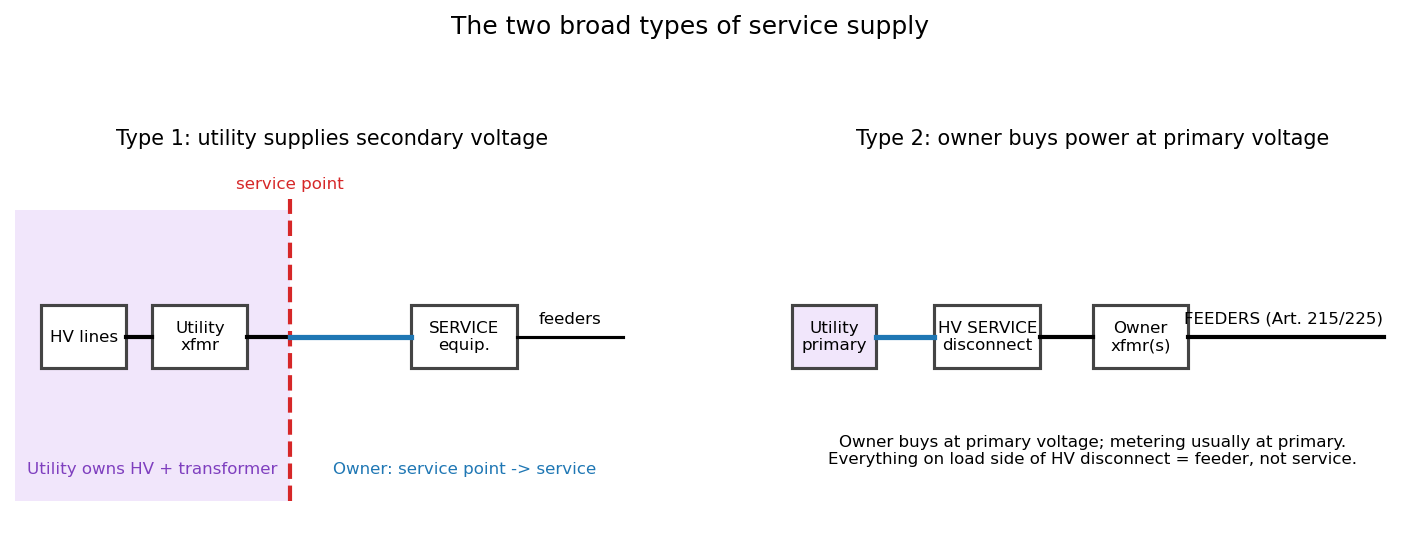 The two broad types of service supply
Type 1: utility supplies secondary voltage
service point
HV lines
Utility
xfmr
SERVICE
equip.
feeders
Utility owns HV + transformer
Owner: service point -> service
Type 2: owner buys power at primary voltage
Utility
primary
HV SERVICE
disconnect
Owner
xfmr(s)
FEEDERS (Art. 215/225)
Owner buys at primary voltage; metering usually at primary.
Everything on load side of HV disconnect = feeder, not service.